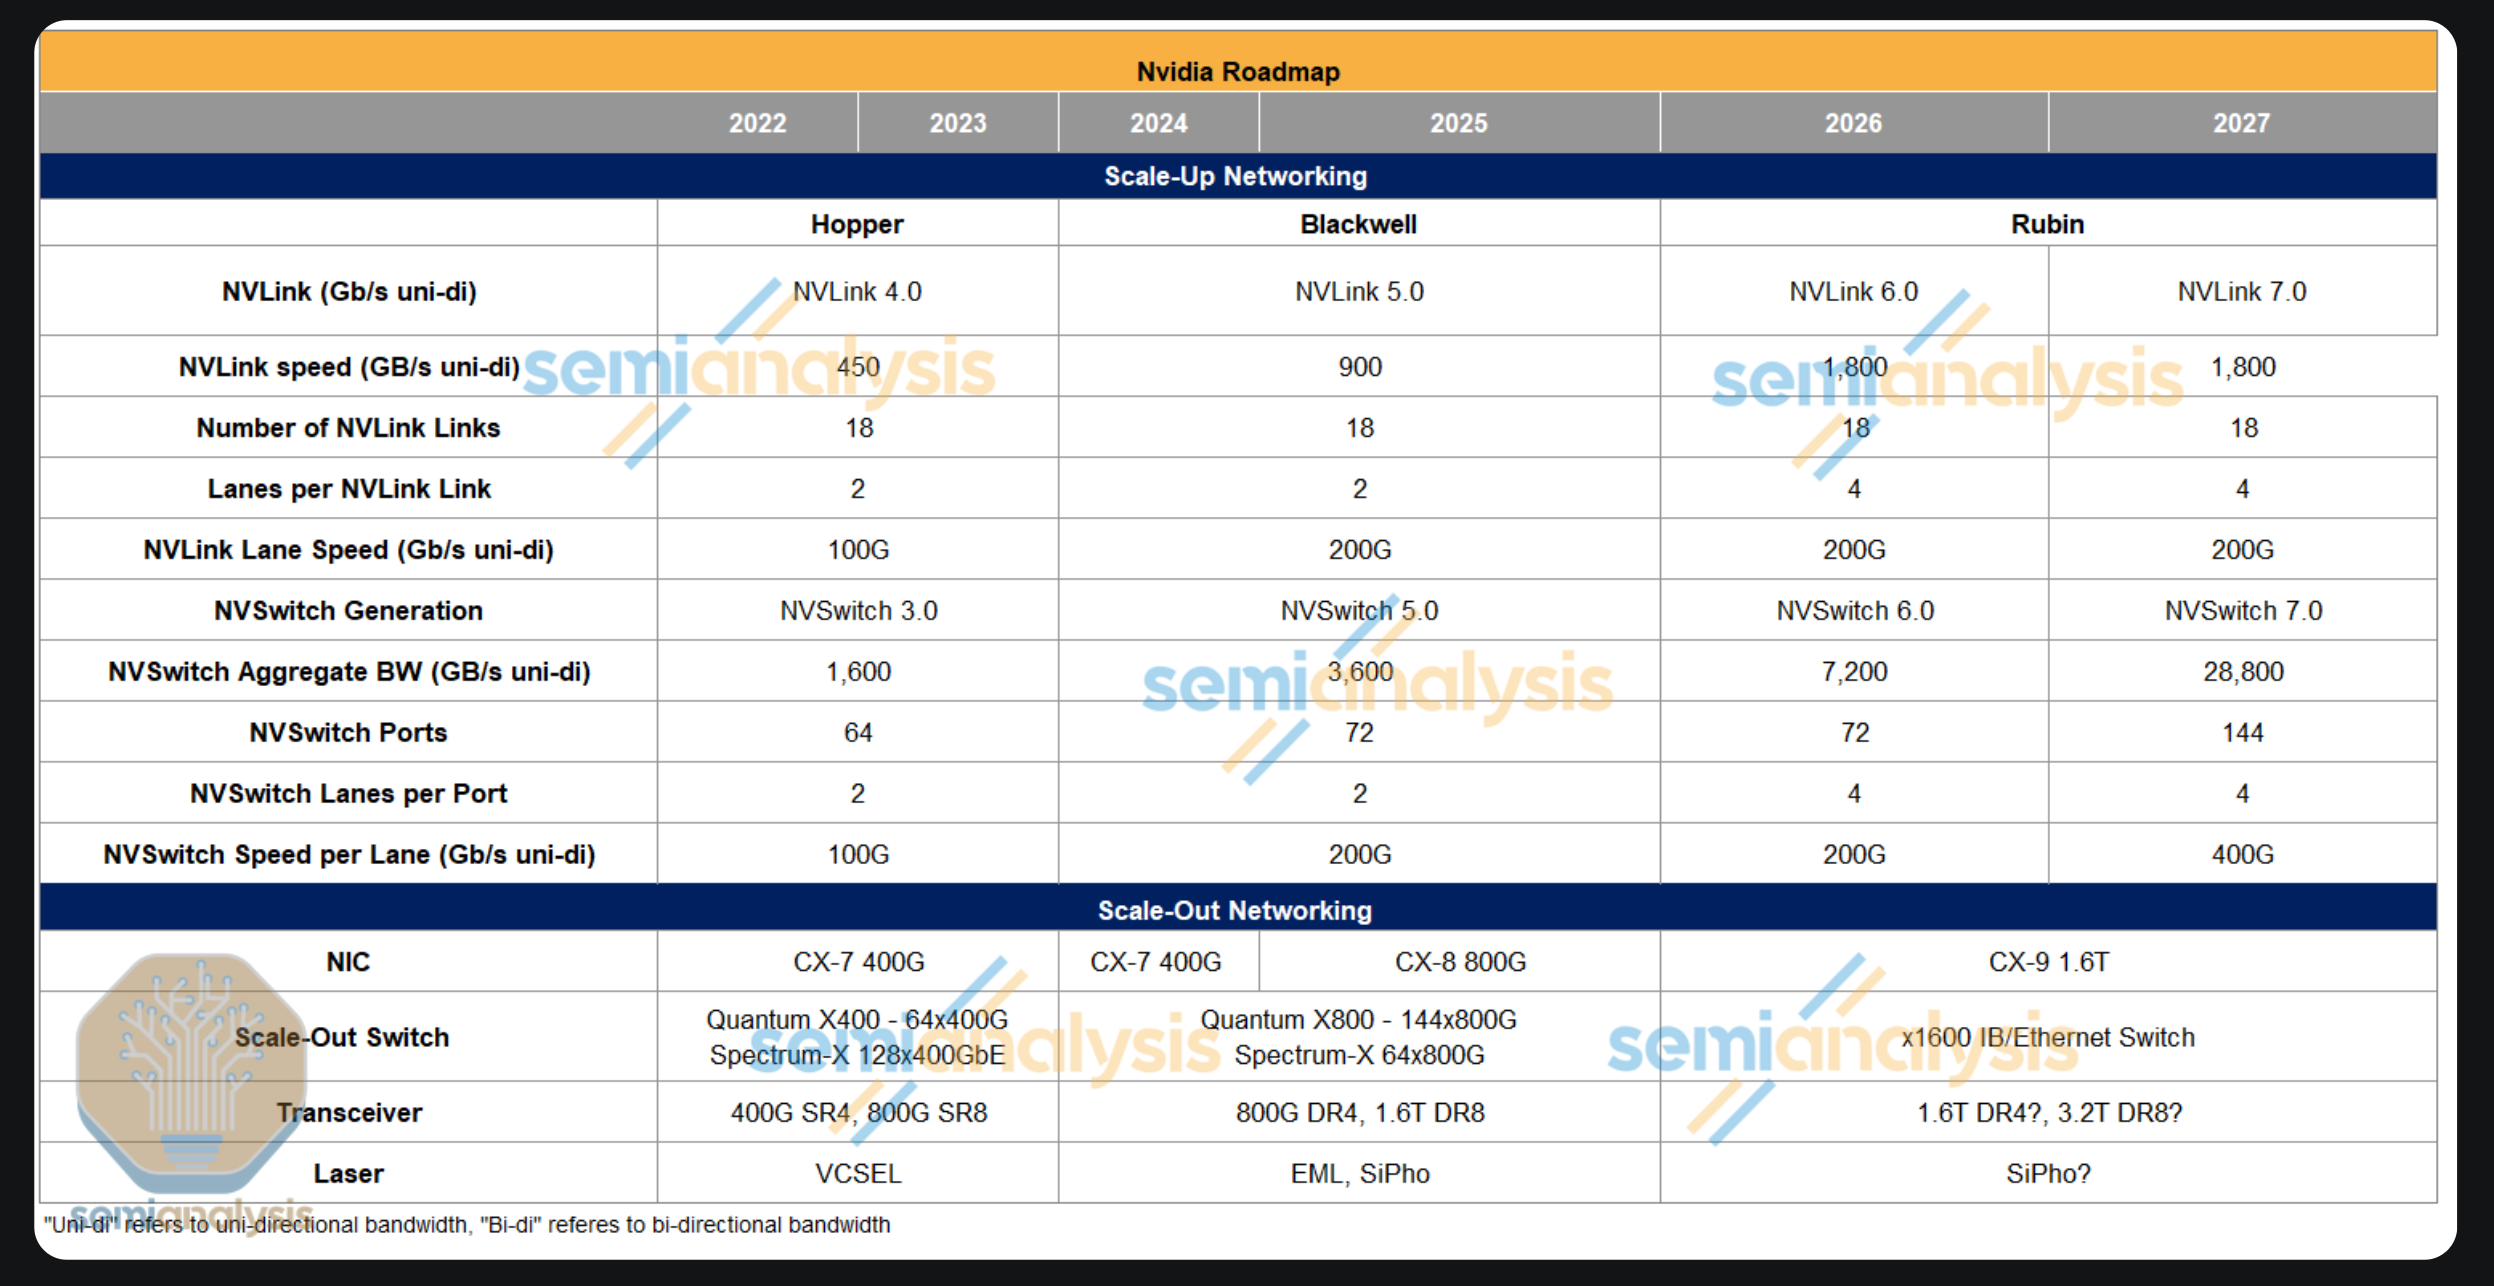 Nvidia Roadmap
2022 2023 2024 2025 2026 2027
Scale-Up Networking
Hopper Blackwell Rubin
NVLink (Gb/s uni-di) NVLink 4.0 NVLink 5.0 NVLink 6.0 NVLink 7.0
NVLink speed (GB/s uni-di) 450 900 1,800 1,800
Number of NVLink Links 18 18 18 18
Lanes per NVLink Link 2 2 4 4
NVLink Lane Speed (Gb/s uni-di) 100G 200G 200G 200G
NVSwitch Generation NVSwitch 3.0 NVSwitch 5.0 NVSwitch 6.0 NVSwitch 7.0
NVSwitch Aggregate BW (GB/s uni-di) 1,600 3,600 7,200 28,800
NVSwitch Ports 64 72 72 144
NVSwitch Lanes per Port 2 2 4 4
NVSwitch Speed per Lane (Gb/s uni-di) 100G 200G 200G 400G
Scale-Out Networking
NIC CX-7 400G CX-7 400G CX-8 800G CX-9 1.6T
Scale-Out Switch Quantum X400 - 64x400G Quantum X800 - 144x800G x1600 IB/Ethernet Switch
Spectrum-X 128x400GbE Spectrum-X 64x800G
Transceiver 400G SR4, 800G SR8 800G DR4, 1.6T DR8 1.6T DR4?, 3.2T DR8?
Laser VCSEL EML, SiPho SiPho?
"Uni-di" refers to uni-directional bandwidth, "Bi-di" referes to bi-directional bandwidth
semianalysis
semianalysis
semianalysis
semianalysis
semianalysis
semianalysis